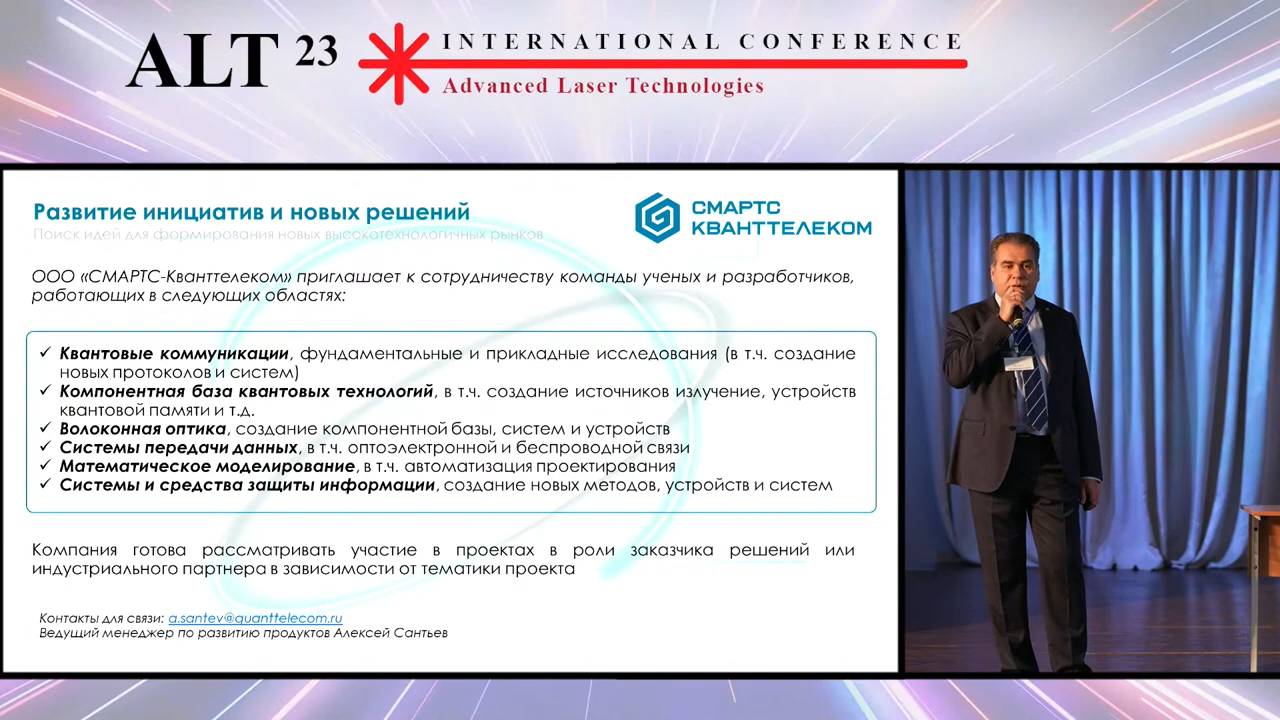 ALT 23
INTERNATIONAL CONFERENCE
Advanced Laser Technologies
Развитие инициатив и новых решений
Поиск идей для формирования новых высокотехнологичных рынков
СМАРТС
КВАНТТЕЛЕКОМ
ООО «СМАРТС-Кванттелеком» приглашает к сотрудничеству команды ученых и разработчиков,
работающих в следующих областях:
✓ Квантовые коммуникации, фундаментальные и прикладные исследования (в т.ч. создание
новых протоколов и систем)
✓ Компонентная база квантовых технологий, в т.ч. создание источников излучение, устройств
квантовой памяти и т.д.
✓ Волоконная оптика, создание компонентной базы, систем и устройств
✓ Системы передачи данных, в т.ч. оптоэлектронной и беспроводной связи
✓ Математическое моделирование, в т.ч. автоматизация проектирования
✓ Системы и средства защиты информации, создание новых методов, устройств и систем
Компания готова рассматривать участие в проектах в роли заказчика решений или
индустриального партнера в зависимости от тематики проекта
Контакты для связи: a.santev@quanttelecom.ru
Ведущий менеджер по развитию продуктов Алексей Сантьев